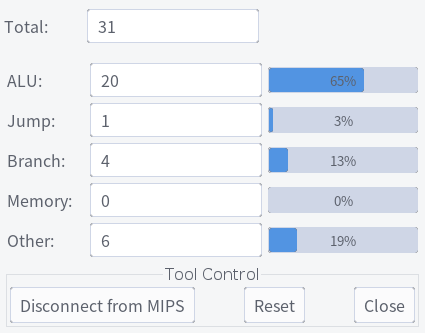 Total: 31
ALU: 20 65%
Jump: 1 3%
Branch: 4 13%
Memory: 0 0%
Other: 6 19%
Tool Control
Disconnect from MIPS Reset Close